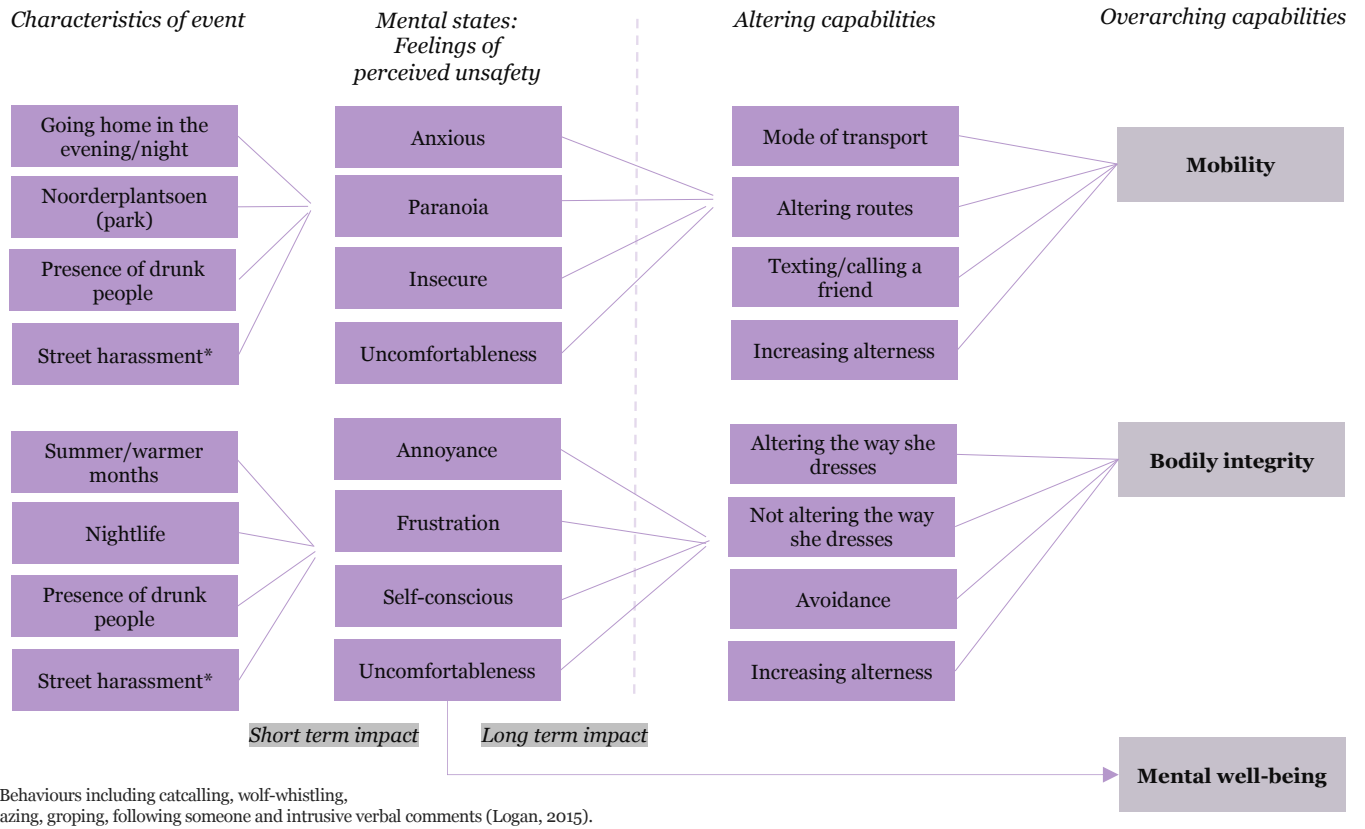 Characteristics of event
Mental states:
Feelings of
perceived unsafety
Altering capabilities
Overarching capabilities
Going home in the
evening/night
Noorderplantsoen
(park)
Presence of drunk
people
Street harassment*
Anxious
Paranoia
Insecure
Uncomfortableness
Mode of transport
Altering routes
Texting/calling a
friend
Increasing alterness
Mobility
Summer/warmer
months
Nightlife
Presence of drunk
people
Street harassment*
Annoyance
Frustration
Self-conscious
Uncomfortableness
Altering the way she
dresses
Not altering the way
she dresses
Avoidance
Increasing alterness
Bodily integrity
Short term impact
Long term impact
Mental well-being
Behaviours including catcalling, wolf-whistling,
azing, groping, following someone and intrusive verbal comments (Logan, 2015).